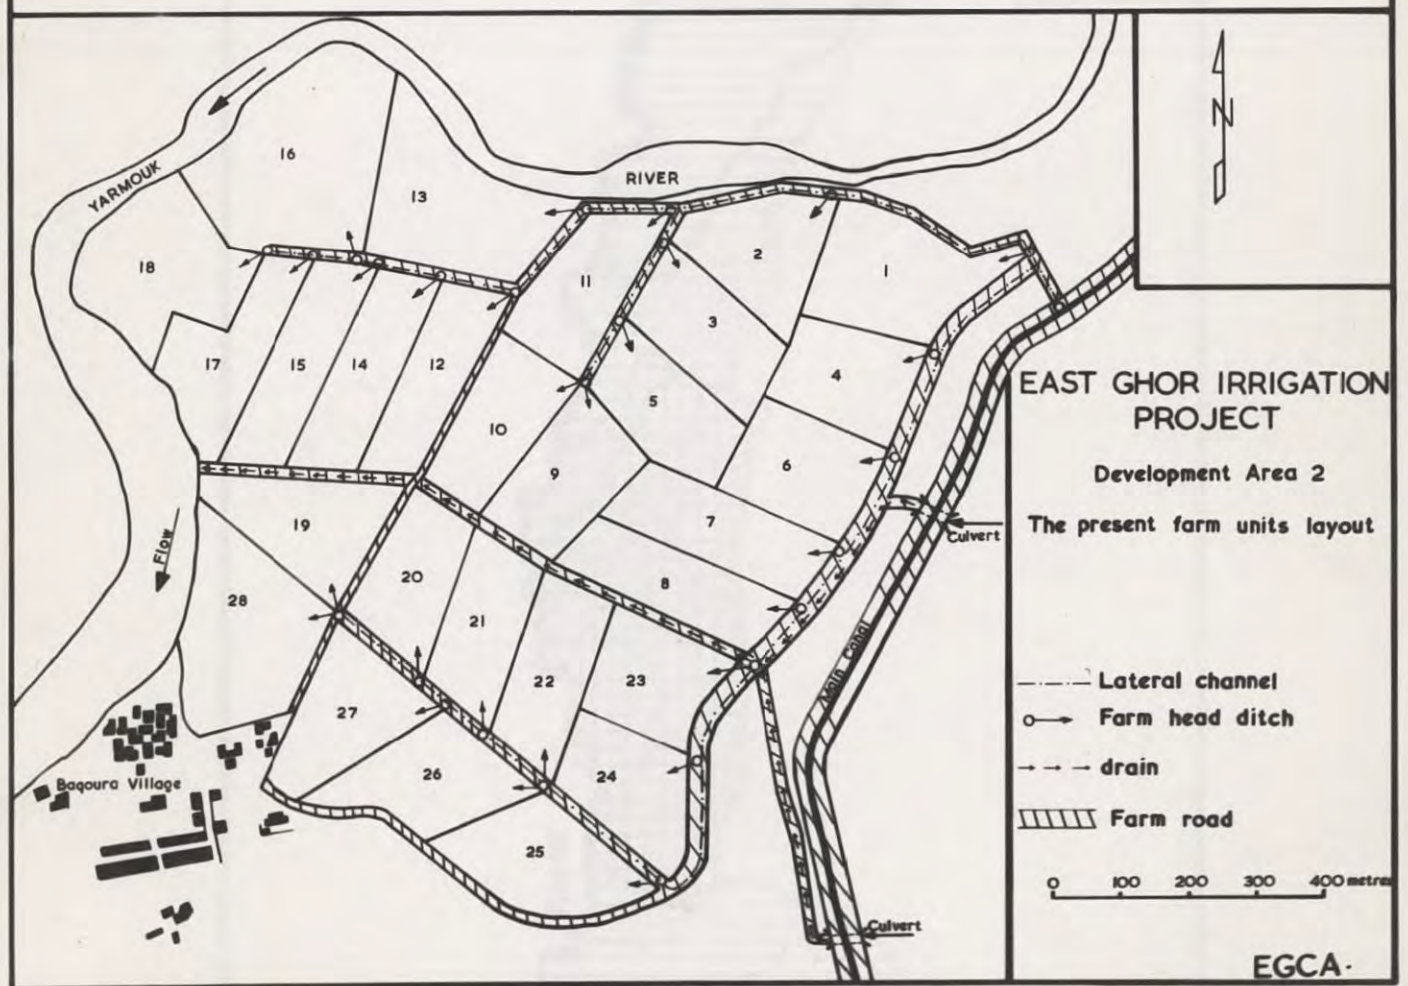 N
16
YARMOUK
13
RIVER
18
2
1
11
3
17
15
14
12
4
5
10
9
6
7
19
8
20
Flow
28
21
22
23
27
26
24
25
Main Canal
Culvert
Culvert
Baqoura Village
EAST GHOR IRRIGATION
PROJECT
Development Area 2
The present farm units layout
Lateral channel
Farm head ditch
drain
Farm road
0 100 200 300 400 metres
EGCA.